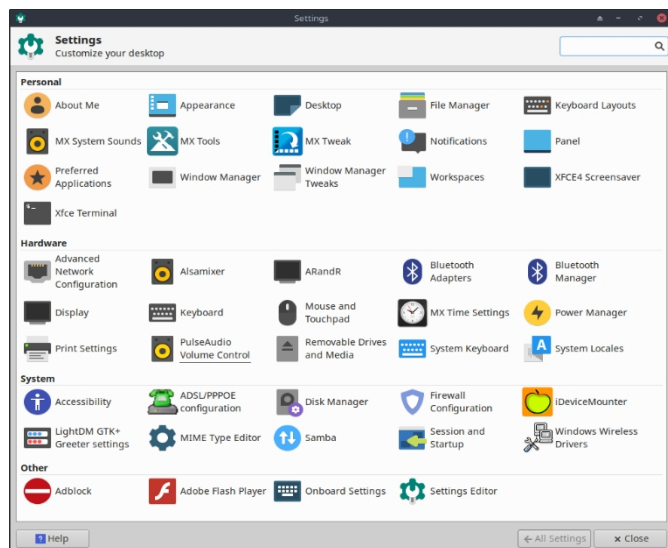 Settings
Settings
Customize your desktop
Personal
About Me
Appearance
Desktop
File Manager
Keyboard Layouts
MX System Sounds
MX Tools
MX Tweak
Notifications
Panel
Preferred
Applications
Window Manager
Window Manager
Tweaks
Workspaces
XFCE4 Screensaver
Xfce Terminal
Hardware
Advanced
Network
Configuration
Alsamixer
ARandR
Bluetooth
Adapters
Bluetooth
Manager
Display
Keyboard
Mouse and
Touchpad
MX Time Settings
Power Manager
Print Settings
PulseAudio
Volume Control
Removable Drives
and Media
System Keyboard
A
System Locales
System
Accessibility
ADSL/PPPOE
configuration
Disk Manager
Firewall
Configuration
iDeviceMounter
LightDM GTK+
Greeter settings
MIME Type Editor
Samba
Session and
Startup
Windows Wireless
Drivers
Other
Adblock
Adobe Flash Player
Onboard Settings
Settings Editor
? Help
← All Settings
× Close